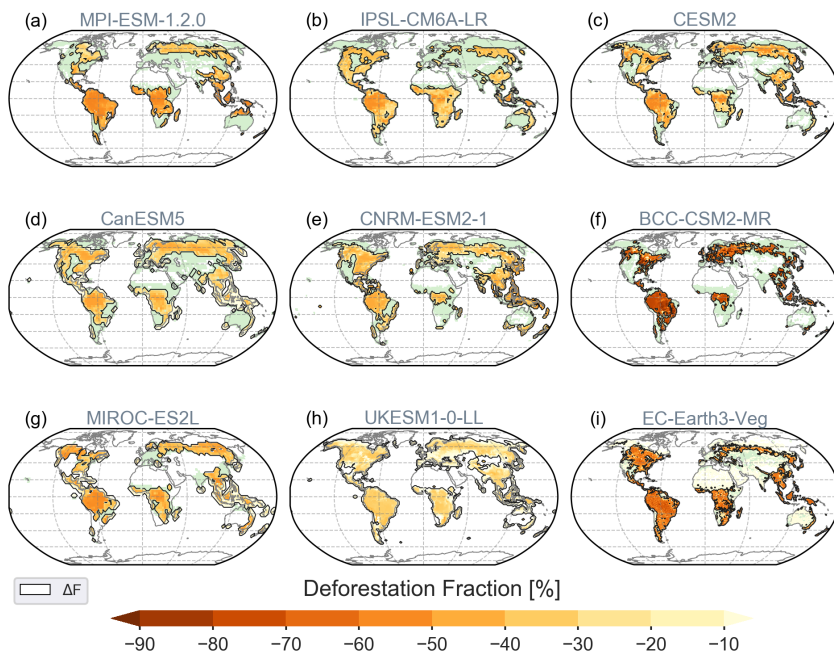 (a) MPI-ESM-1.2.0
(b) IPSL-CM6A-LR
(c) CESM2
(d) CanESM5
(e) CNRM-ESM2-1
(f) BCC-CSM2-MR
(g) MIROC-ES2L
(h) UKESM1-0-LL
(i) EC-Earth3-Veg
ΔF
Deforestation Fraction [%]
−90 −80 −70 −60 −50 −40 −30 −20 −10